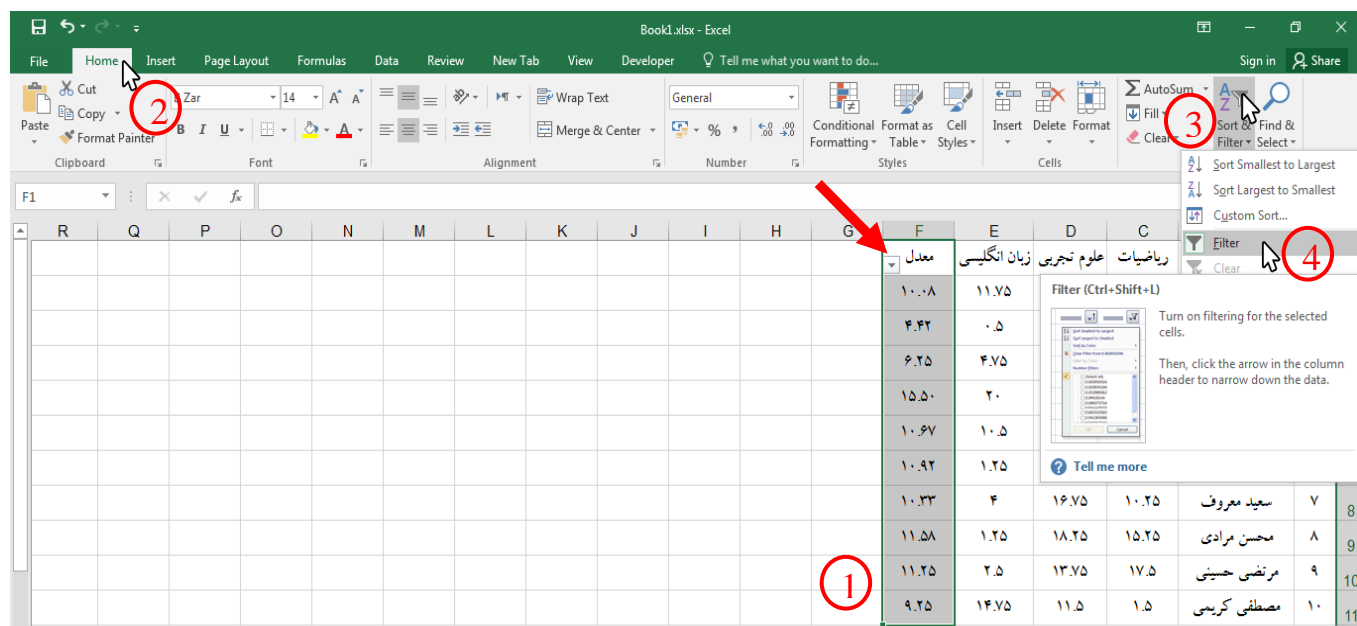 Book1.xlsx - Excel
File Home Insert Page Layout Formulas Data Review New Tab View Developer Tell me what you want to do... Sign in Share
Cut
Copy
Format Painter
Paste
Clipboard
Zar 14
B I U
Font
Wrap Text
Merge & Center
Alignment
General
% ,
Number
Conditional Formatting
Format as Table
Cell Styles
Styles
Insert Delete Format
Cells
AutoSum
Fill
Clear
Sort & Filter
Find & Select
Sort Smallest to Largest
Sort Largest to Smallest
Custom Sort...
Filter
Clear
2
3
4
1
F1 fx
R Q P O N M L K J I H G F E D C
معدل زبان انگلیسی علوم تجربی ریاضیات
۱۰.۰۸ ۱۱.۷۵
۴.۴۲ ۰.۵
۶.۲۵ ۴.۷۵
۱۵.۵۰ ۲۰
۱۰.۶۷ ۱۰.۵
۱۰.۹۲ ۱.۲۵
۱۰.۳۳ ۴ ۱۶.۷۵ ۱۰.۲۵ سعید معروف ۷ 8
۱۱.۵۸ ۱.۲۵ ۱۸.۲۵ ۱۵.۲۵ محسن مرادی ۸ 9
۱۱.۲۵ ۲.۵ ۱۳.۷۵ ۱۷.۵ مرتضی حسینی ۹ 10
۹.۲۵ ۱۴.۷۵ ۱۱.۵ ۱.۵ مصطفی کریمی ۱۰ 11
Filter (Ctrl+Shift+L)
Turn on filtering for the selected
cells.
Then, click the arrow in the column
header to narrow down the data.
Tell me more